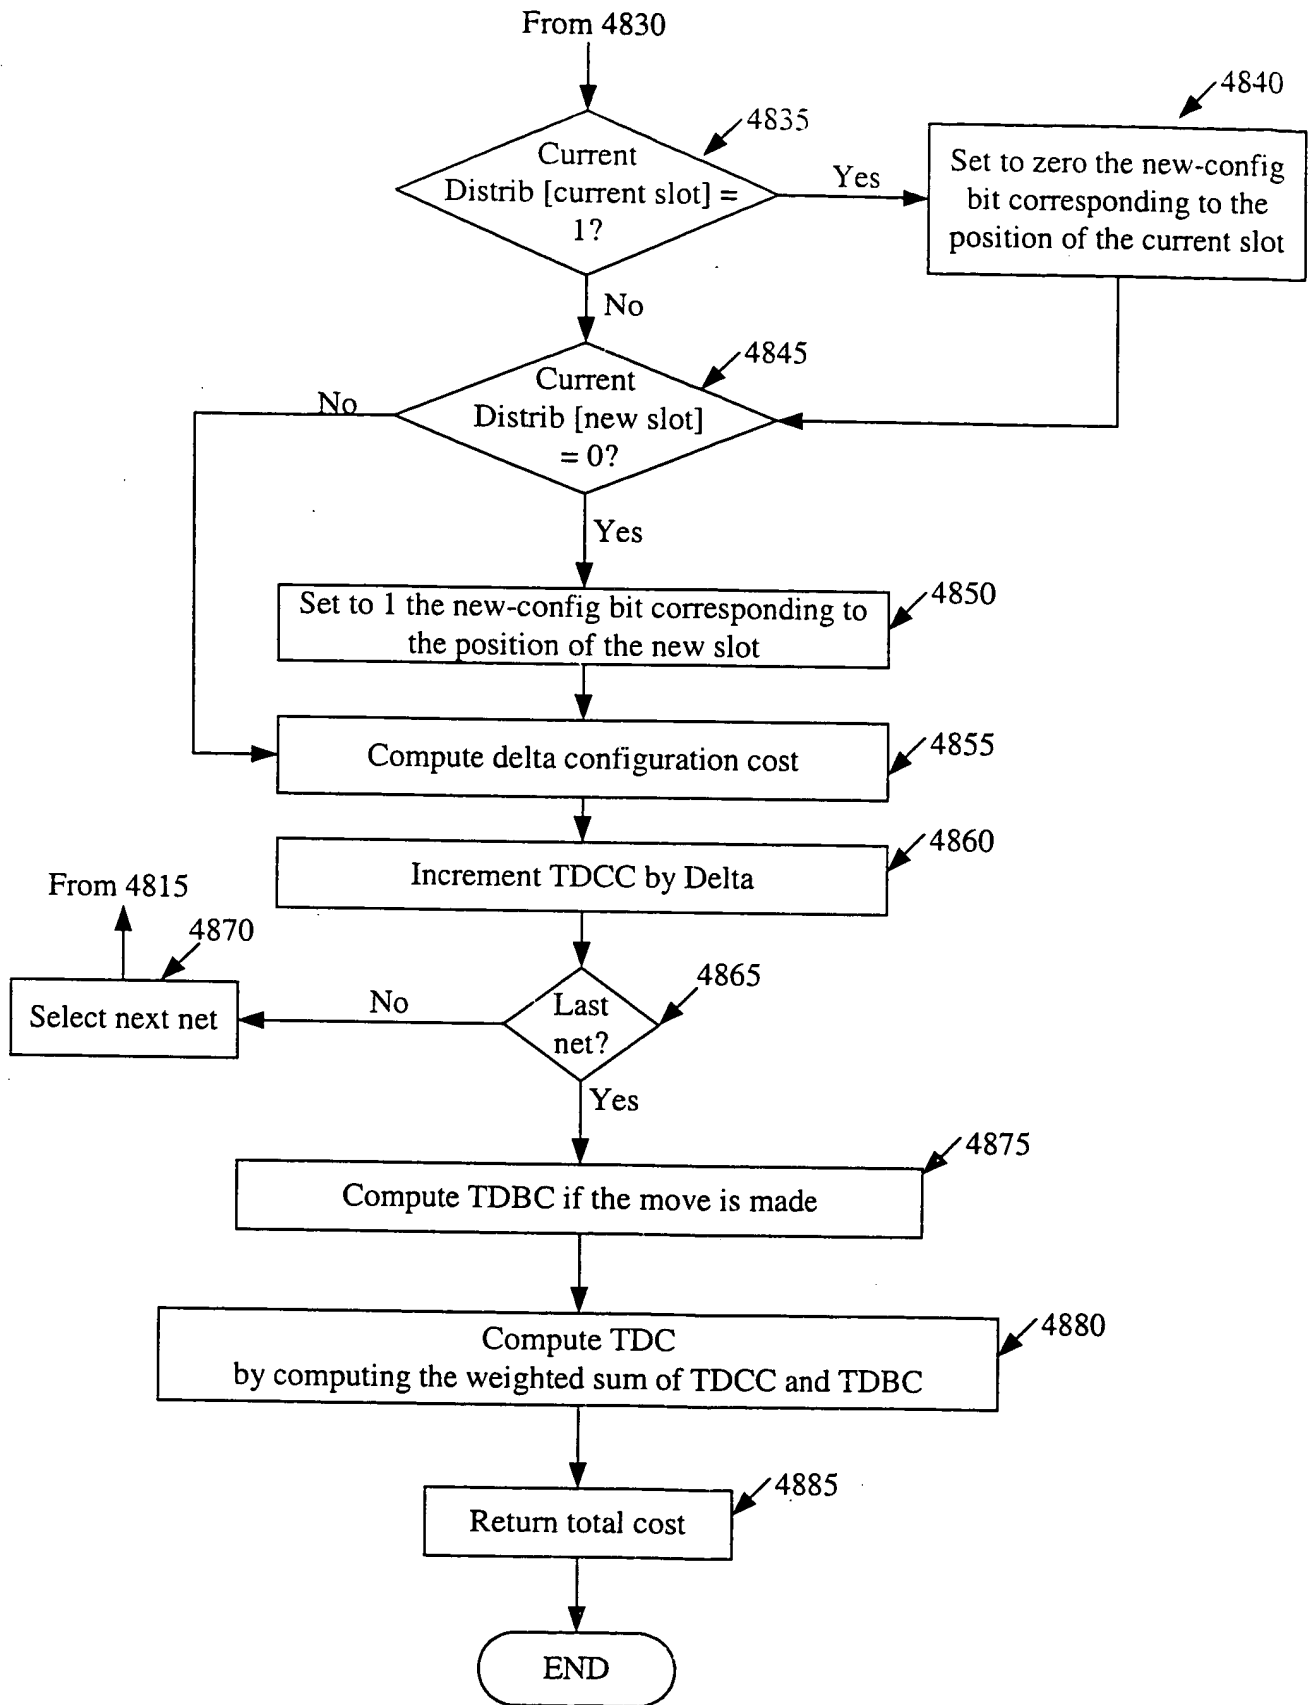 From 4830
4835
4840
Current
Distrib [current slot] =
1?
Yes
Set to zero the new-config
bit corresponding to the
position of the current slot
No
4845
Current
Distrib [new slot]
= 0?
No
Yes
4850
Set to 1 the new-config bit corresponding to
the position of the new slot
4855
Compute delta configuration cost
4860
Increment TDCC by Delta
From 4815
4870
Select next net
No
4865
Last
net?
Yes
4875
Compute TDBC if the move is made
4880
Compute TDC
by computing the weighted sum of TDCC and TDBC
4885
Return total cost
END